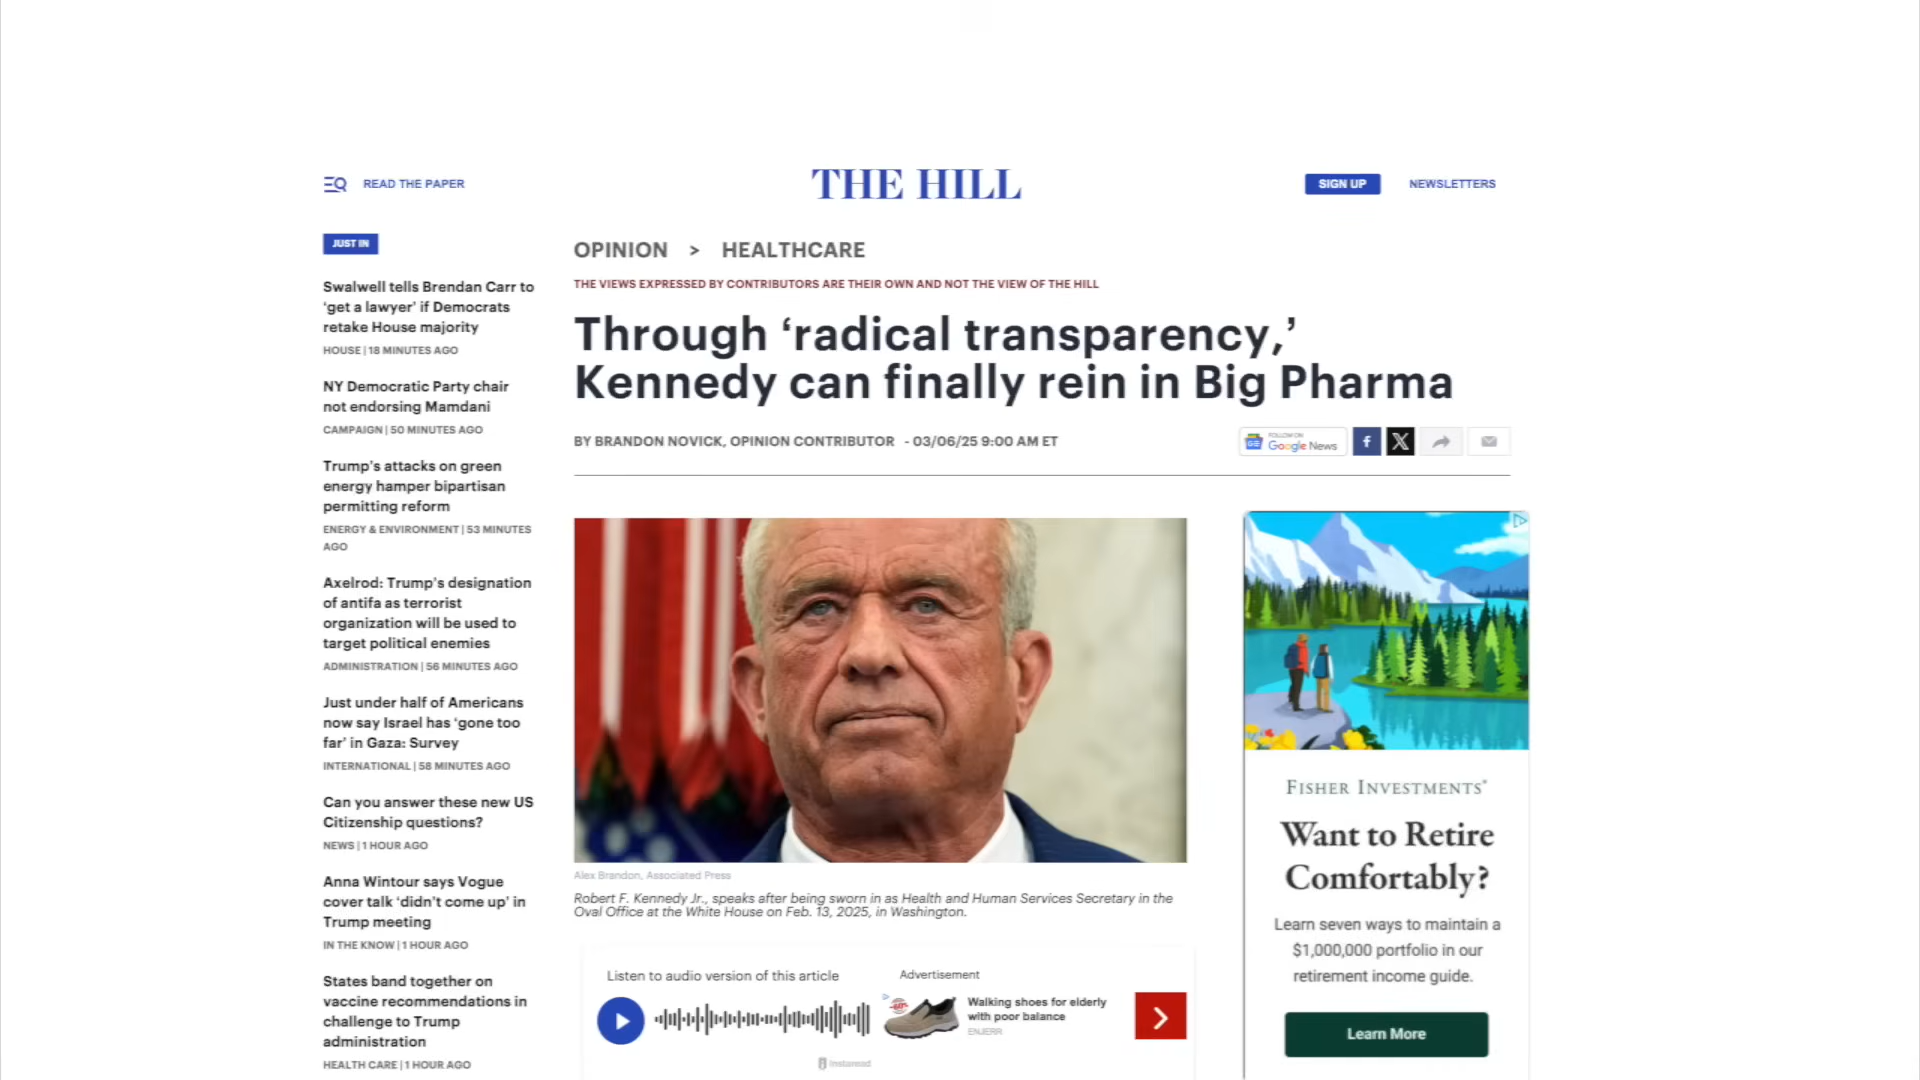 READ THE PAPER
THE HILL
SIGN UP
NEWSLETTERS
JUST IN
Swalwell tells Brendan Carr to
‘get a lawyer’ if Democrats
retake House majority
HOUSE | 18 MINUTES AGO
NY Democratic Party chair
not endorsing Mamdani
CAMPAIGN | 50 MINUTES AGO
Trump’s attacks on green
energy hamper bipartisan
permitting reform
ENERGY & ENVIRONMENT | 53 MINUTES
AGO
Axelrod: Trump’s designation
of antifa as terrorist
organization will be used to
target political enemies
ADMINISTRATION | 56 MINUTES AGO
Just under half of Americans
now say Israel has ‘gone too
far’ in Gaza: Survey
INTERNATIONAL | 58 MINUTES AGO
Can you answer these new US
Citizenship questions?
NEWS | 1 HOUR AGO
Anna Wintour says Vogue
cover talk ‘didn’t come up’ in
Trump meeting
IN THE KNOW | 1 HOUR AGO
States band together on
vaccine recommendations in
challenge to Trump
administration
HEALTH CARE | 1 HOUR AGO
OPINION > HEALTHCARE
THE VIEWS EXPRESSED BY CONTRIBUTORS ARE THEIR OWN AND NOT THE VIEW OF THE HILL
Through ‘radical transparency,’
Kennedy can finally rein in Big Pharma
BY BRANDON NOVICK, OPINION CONTRIBUTOR - 03/06/25 9:00 AM ET
FOLLOW ON
Google News
Alex Brandon, Associated Press
Robert F. Kennedy Jr., speaks after being sworn in as Health and Human Services Secretary in the
Oval Office at the White House on Feb. 13, 2025, in Washington.
Listen to audio version of this article
Advertisement
-60%
Walking shoes for elderly
with poor balance
ENJERR
Instaread
FISHER INVESTMENTS®
Want to Retire
Comfortably?
Learn seven ways to maintain a
$1,000,000 portfolio in our
retirement income guide.
Learn More